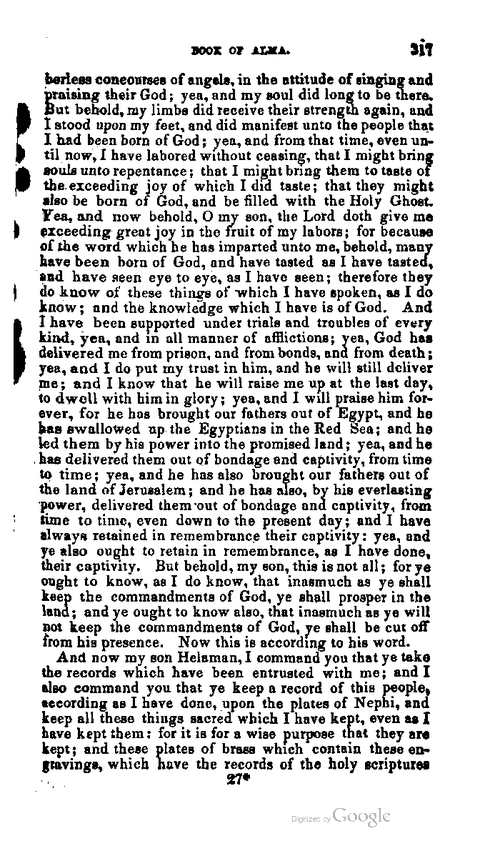 BOOK OF ALMA. 317
berless concourses of angels, in the attitude of singing and
praising their God; yea, and my soul did long to be there.
But behold, my limbs did receive their strength again, and
I stood upon my feet, and did manifest unto the people that
I had been born of God; yea, and from that time, even un-
til now, I have labored without ceasing, that I might bring
souls unto repentance; that I might bring them to taste of
the exceeding joy of which I did taste; that they might
also be born of God, and be filled with the Holy Ghost.
Yea, and now behold, O my son, the Lord doth give me
exceeding great joy in the fruit of my labors; for because
of the word which he has imparted unto me, behold, many
have been born of God, and have tasted as I have tasted,
and have seen eye to eye, as I have seen; therefore they
do know of these things of which I have spoken, as I do
know; and the knowledge which I have is of God. And
I have been supported under trials and troubles of every
kind, yea, and in all manner of afflictions; yea, God has
delivered me from prison, and from bonds, and from death;
yea, and I do put my trust in him, and he will still deliver
me; and I know that he will raise me up at the last day,
to dwell with him in glory; yea, and I will praise him for-
ever, for he has brought our fathers out of Egypt, and he
has swallowed up the Egyptians in the Red Sea; and he
led them by his power into the promised land; yea, and he
has delivered them out of bondage and captivity, from time
to time; yea, and he has also brought our fathers out of
the land of Jerusalem; and he has also, by his everlasting
power, delivered them out of bondage and captivity, from
time to time, even down to the present day; and I have
always retained in remembrance their captivity: yea, and
ye also ought to retain in remembrance, as I have done,
their captivity. But behold, my son, this is not all; for ye
ought to know, as I do know, that inasmuch as ye shall
keep the commandments of God, ye shall prosper in the
land; and ye ought to know also, that inasmuch as ye will
not keep the commandments of God, ye shall be cut off
from his presence. Now this is according to his word.
And now my son Helaman, I command you that ye take
the records which have been entrusted with me; and I
also command you that ye keep a record of this people,
according as I have done, upon the plates of Nephi, and
keep all these things sacred which I have kept, even as I
have kept them: for it is for a wise purpose that they are
kept; and these plates of brass which contain these en-
gravings, which have the records of the holy scriptures
27*
Digitized by Google